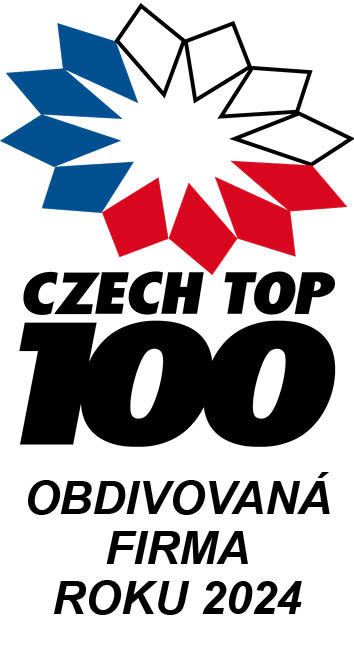 CZECH TOP
100
OBDIVOVANÁ
FIRMA
ROKU 2024